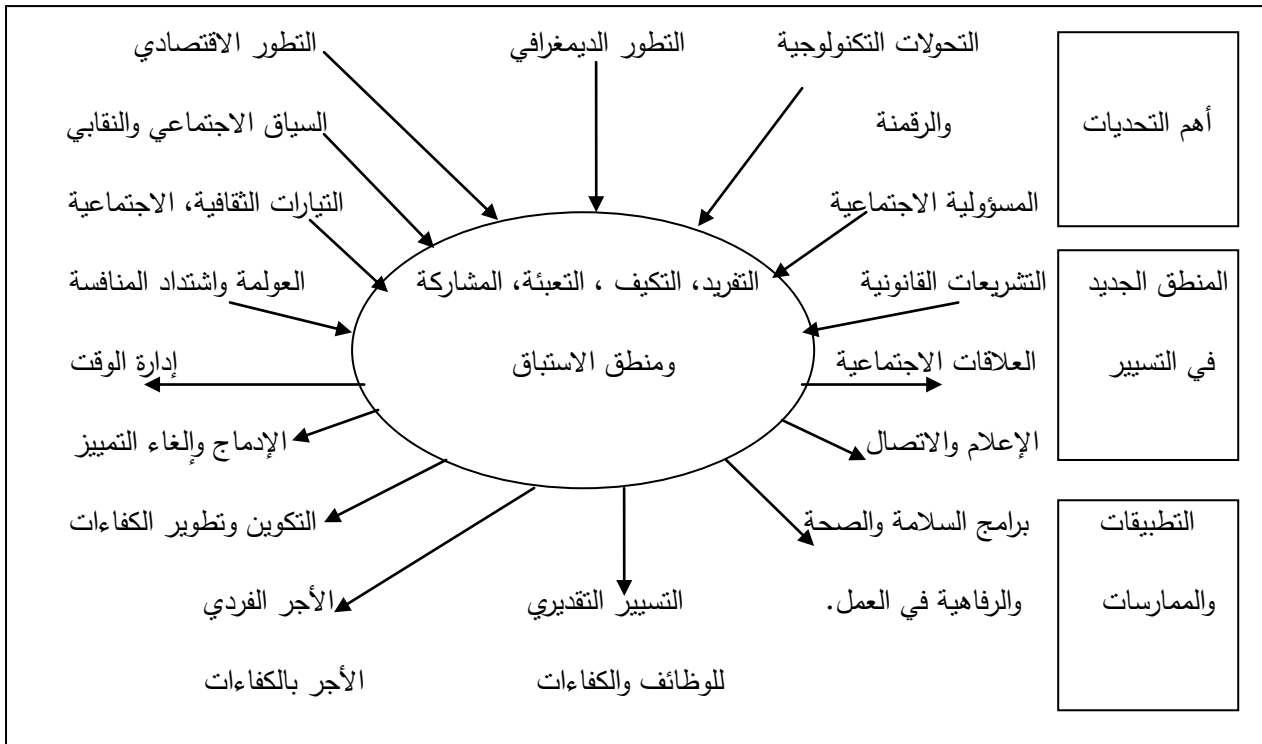 أهم التحديات
التحولات التكنولوجية
والرقمنة
التطور الديمغرافي
التطور الاقتصادي
السياق الاجتماعي والنقابي
المسؤولية الاجتماعية
التيارات الثقافية، الاجتماعية
المنطق الجديد
في التسيير
التشريعات القانونية
التفريد، التكيف ، التعبئة، المشاركة
ومنطق الاستباق
العولمة واشتداد المنافسة
العلاقات الاجتماعية
إدارة الوقت
الإعلام والاتصال
الإدماج وإلغاء التمييز
التطبيقات
والممارسات
برامج السلامة والصحة
والرفاهية في العمل.
التكوين وتطوير الكفاءات
التسيير التقديري
للوظائف والكفاءات
الأجر الفردي
الأجر بالكفاءات